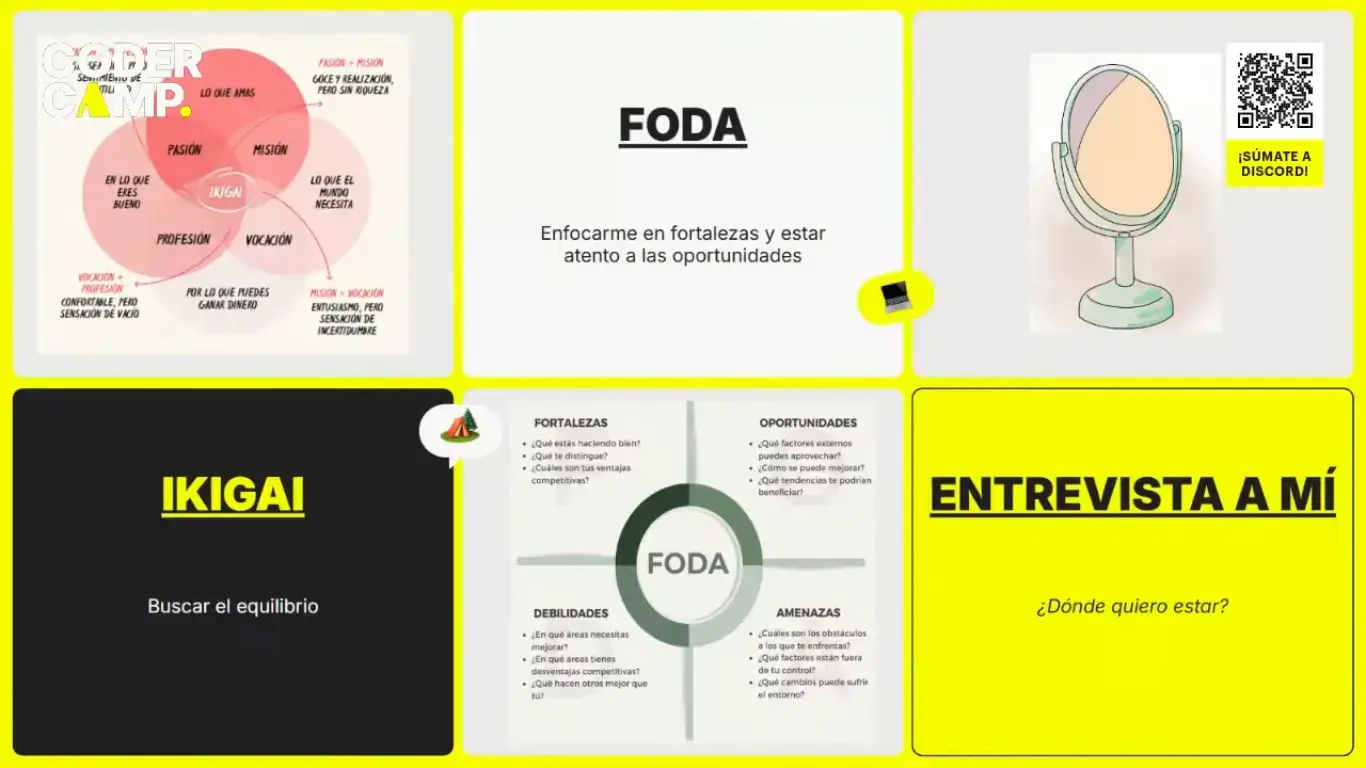 CODER
CAMP.
SENTIMIENTO DE
LO QUE AMAS
PASIÓN + MISIÓN
GOCE Y REALIZACIÓN,
PERO SIN RIQUEZA
PASIÓN
MISIÓN
EN LO QUE
ERES
BUENO
IKIGAI
LO QUE EL
MUNDO
NECESITA
PROFESIÓN
VOCACIÓN
VOCACIÓN +
PROFESIÓN
CONFORTABLE, PERO
SENSACIÓN DE VACÍO
POR LO QUE PUEDES
GANAR DINERO
MISIÓN + VOCACIÓN
ENTUSIASMO, PERO
SENSACIÓN DE
INCERTIDUMBRE
FODA
Enfocarme en fortalezas y estar
atento a las oportunidades
¡SÚMATE A
DISCORD!
IKIGAI
Buscar el equilibrio
FORTALEZAS
¿Qué estás haciendo bien?
¿Qué te distingue?
¿Cuáles son tus ventajas
competitivas?
OPORTUNIDADES
¿Qué factores externos
puedes aprovechar?
¿Cómo se puede mejorar?
¿Qué tendencias te podrían
beneficiar?
FODA
DEBILIDADES
¿En qué áreas necesitas
mejorar?
¿En qué áreas tienes
desventajas competitivas?
¿Qué hacen otros mejor que
tú?
AMENAZAS
¿Cuáles son los obstáculos
a los que te enfrentas?
¿Qué factores están fuera
de tu control?
¿Qué cambios puede sufrir
el entorno?
ENTREVISTA A MÍ
¿Dónde quiero estar?